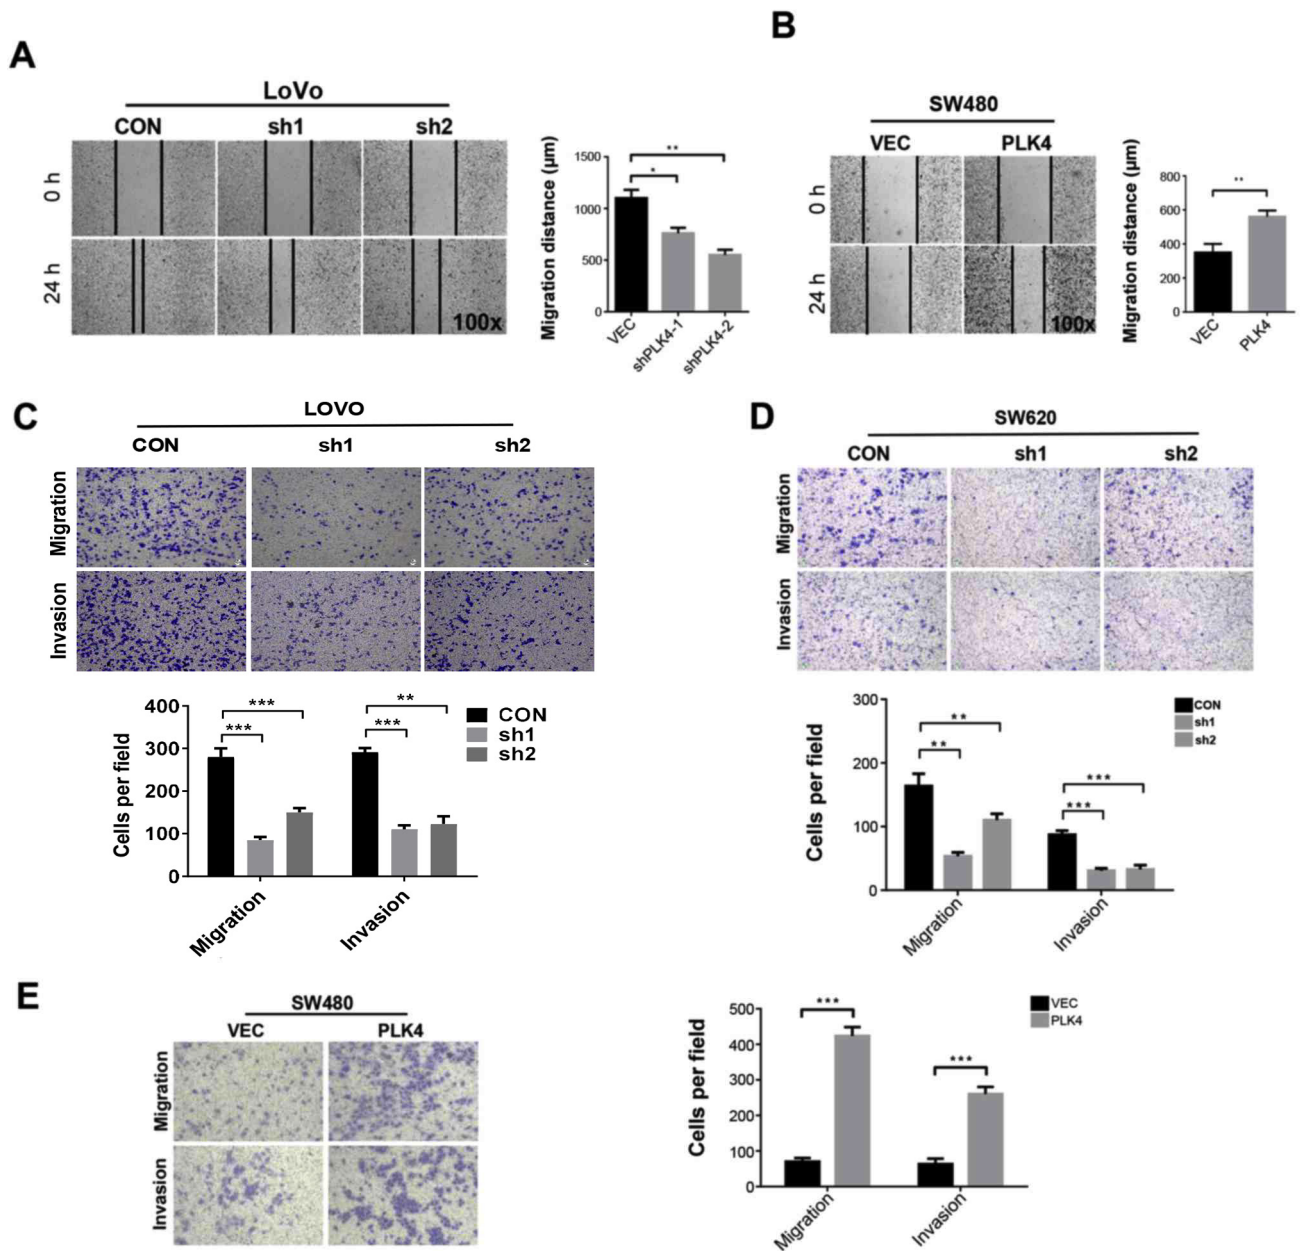 A
LoVo
CON sh1 sh2
0 h
24 h
100x
Migration distance (μm)
1500
1000
500
0
**
*
VEC
shPLK4-1
shPLK4-2
B
SW480
VEC PLK4
0 h
24 h
100x
Migration distance (μm)
800
600
400
200
0
**
VEC
PLK4
C
LOVO
CON sh1 sh2
Migration
Invasion
Cells per field
400
300
200
100
0
***
***
**
***
CON
sh1
sh2
Migration
Invasion
D
SW620
CON sh1 sh2
Migration
Invasion
Cells per field
300
200
100
0
**
**
***
***
CON
sh1
sh2
Migration
Invasion
E
SW480
VEC PLK4
Migration
Invasion
Cells per field
500
400
300
200
100
0
***
***
VEC
PLK4
Migration
Invasion